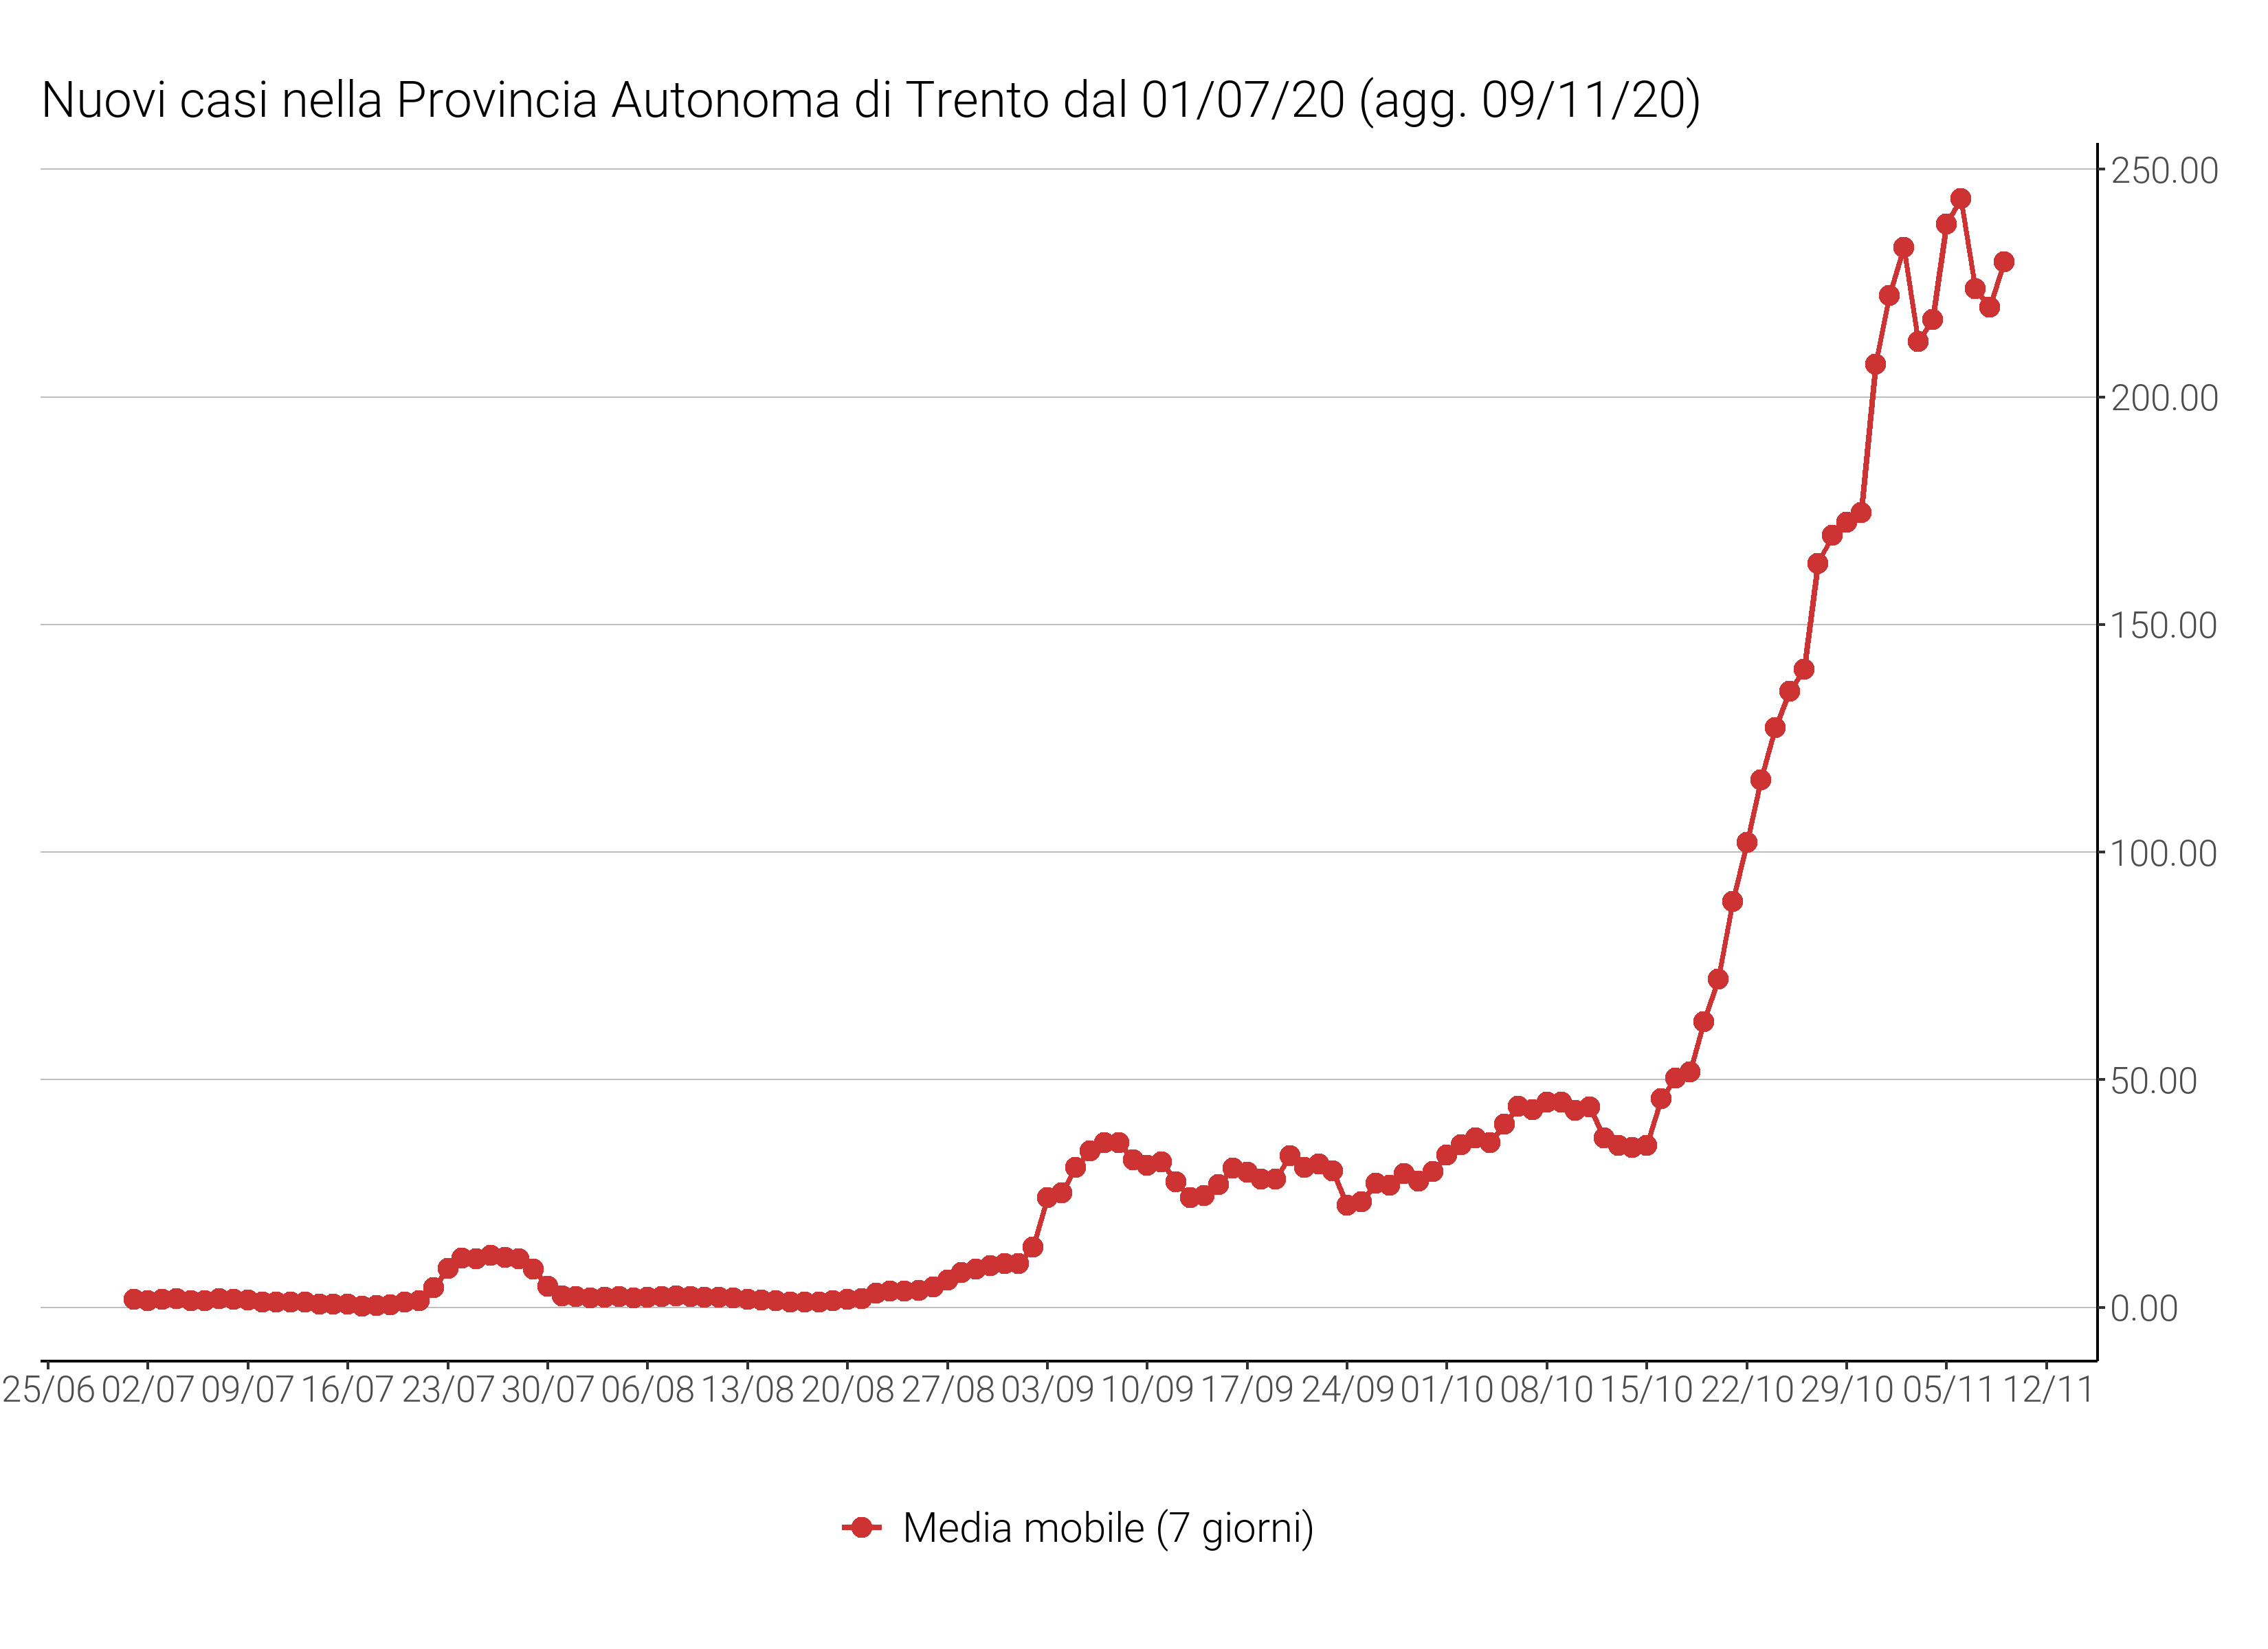 Nuovi casi nella Provincia Autonoma di Trento dal 01/07/20 (agg. 09/11/20)
250.00
200.00
150.00
100.00
50.00
0.00
25/06 02/07 09/07 16/07 23/07 30/07 06/08 13/08 20/08 27/08 03/09 10/09 17/09 24/09 01/10 08/10 15/10 22/10 29/10 05/11 12/11
Media mobile (7 giorni)